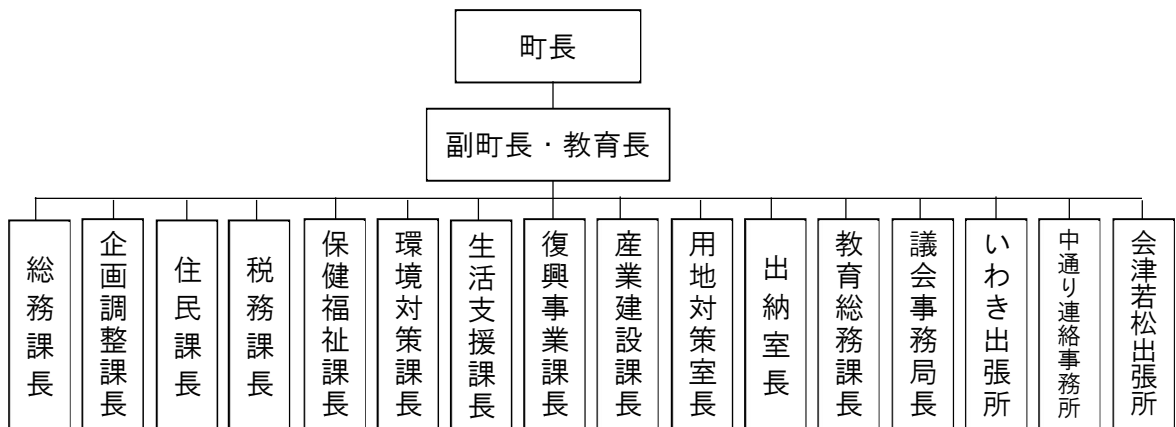 町長
副町長・教育長
総務課長
企画調整課長
住民課長
税務課長
保健福祉課長
環境対策課長
生活支援課長
復興事業課長
産業建設課長
用地対策室長
出納室長
教育総務課長
議会事務局長
いわき出張所
中通り連絡事務所
会津若松出張所